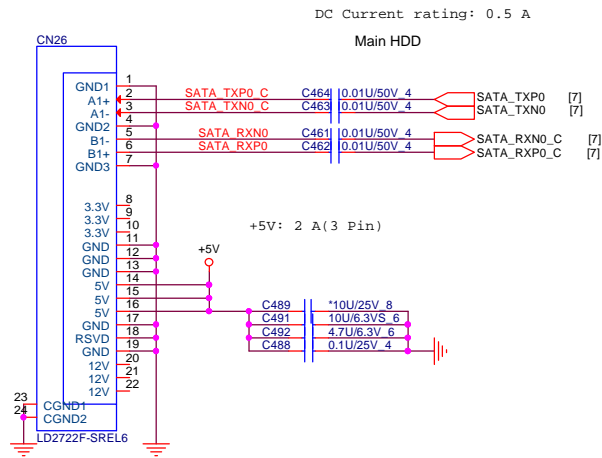 DC Current rating: 0.5 A
CN26
Main HDD
GND1 1
A1+ 2 SATA_TXP0_C C464 0.01U/50V_4 SATA_TXP0 [7]
A1- 3 SATA_TXN0_C C463 0.01U/50V_4 SATA_TXN0 [7]
GND2 4
B1- 5 SATA_RXN0 C461 0.01U/50V_4 SATA_RXN0_C [7]
B1+ 6 SATA_RXP0 C462 0.01U/50V_4 SATA_RXP0_C [7]
GND3 7
3.3V 8
3.3V 9
3.3V 10
+5V: 2 A(3 Pin)
GND 11
+5V
GND 12
GND 13
5V 14
5V 15
5V 16 C489 *10U/25V_8
GND 17 C491 10U/6.3VS_6
RSVD 18 C492 4.7U/6.3V_6
GND 19 C488 0.1U/25V_4
12V 20
12V 21
12V 22
23 CGND1
24 CGND2
LD2722F-SREL6